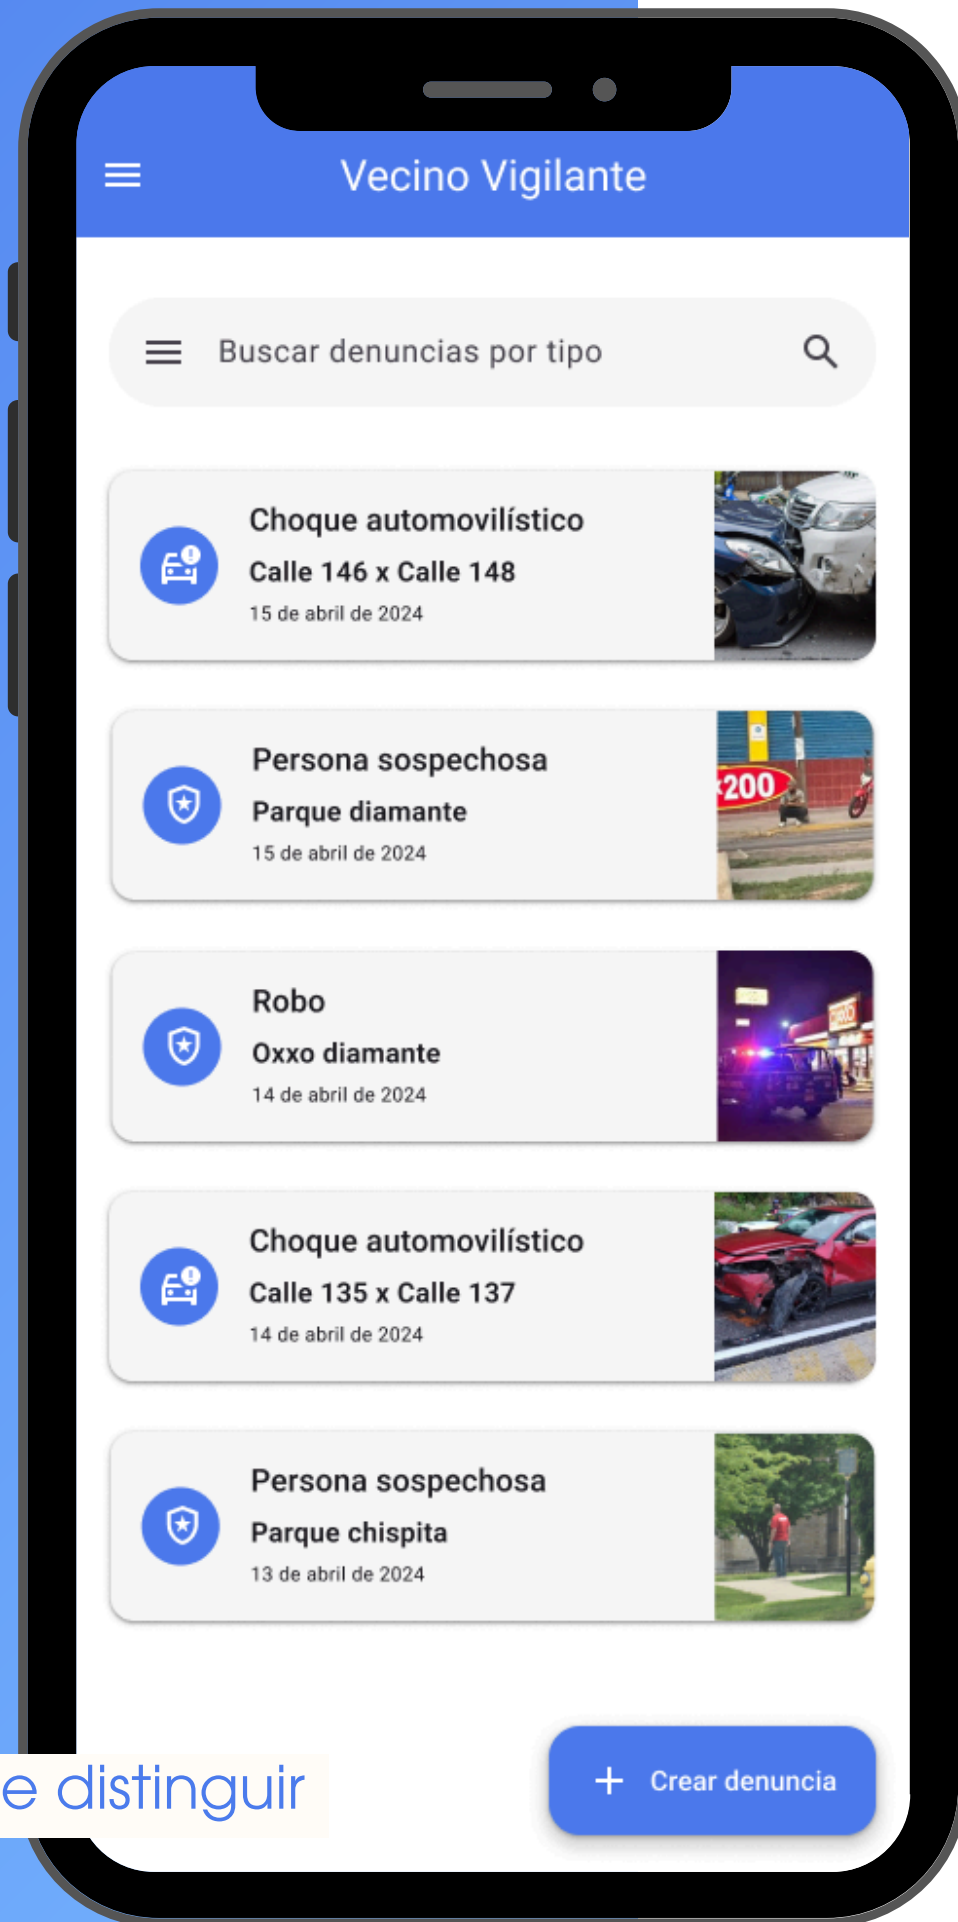 Vecino Vigilante
Buscar denuncias por tipo
Choque automovilístico
Calle 146 x Calle 148
15 de abril de 2024
Persona sospechosa
Parque diamante
15 de abril de 2024
200
Robo
Oxxo diamante
14 de abril de 2024
OXXO
Choque automovilístico
Calle 135 x Calle 137
14 de abril de 2024
Persona sospechosa
Parque chispita
13 de abril de 2024
e distinguir
+ Crear denuncia